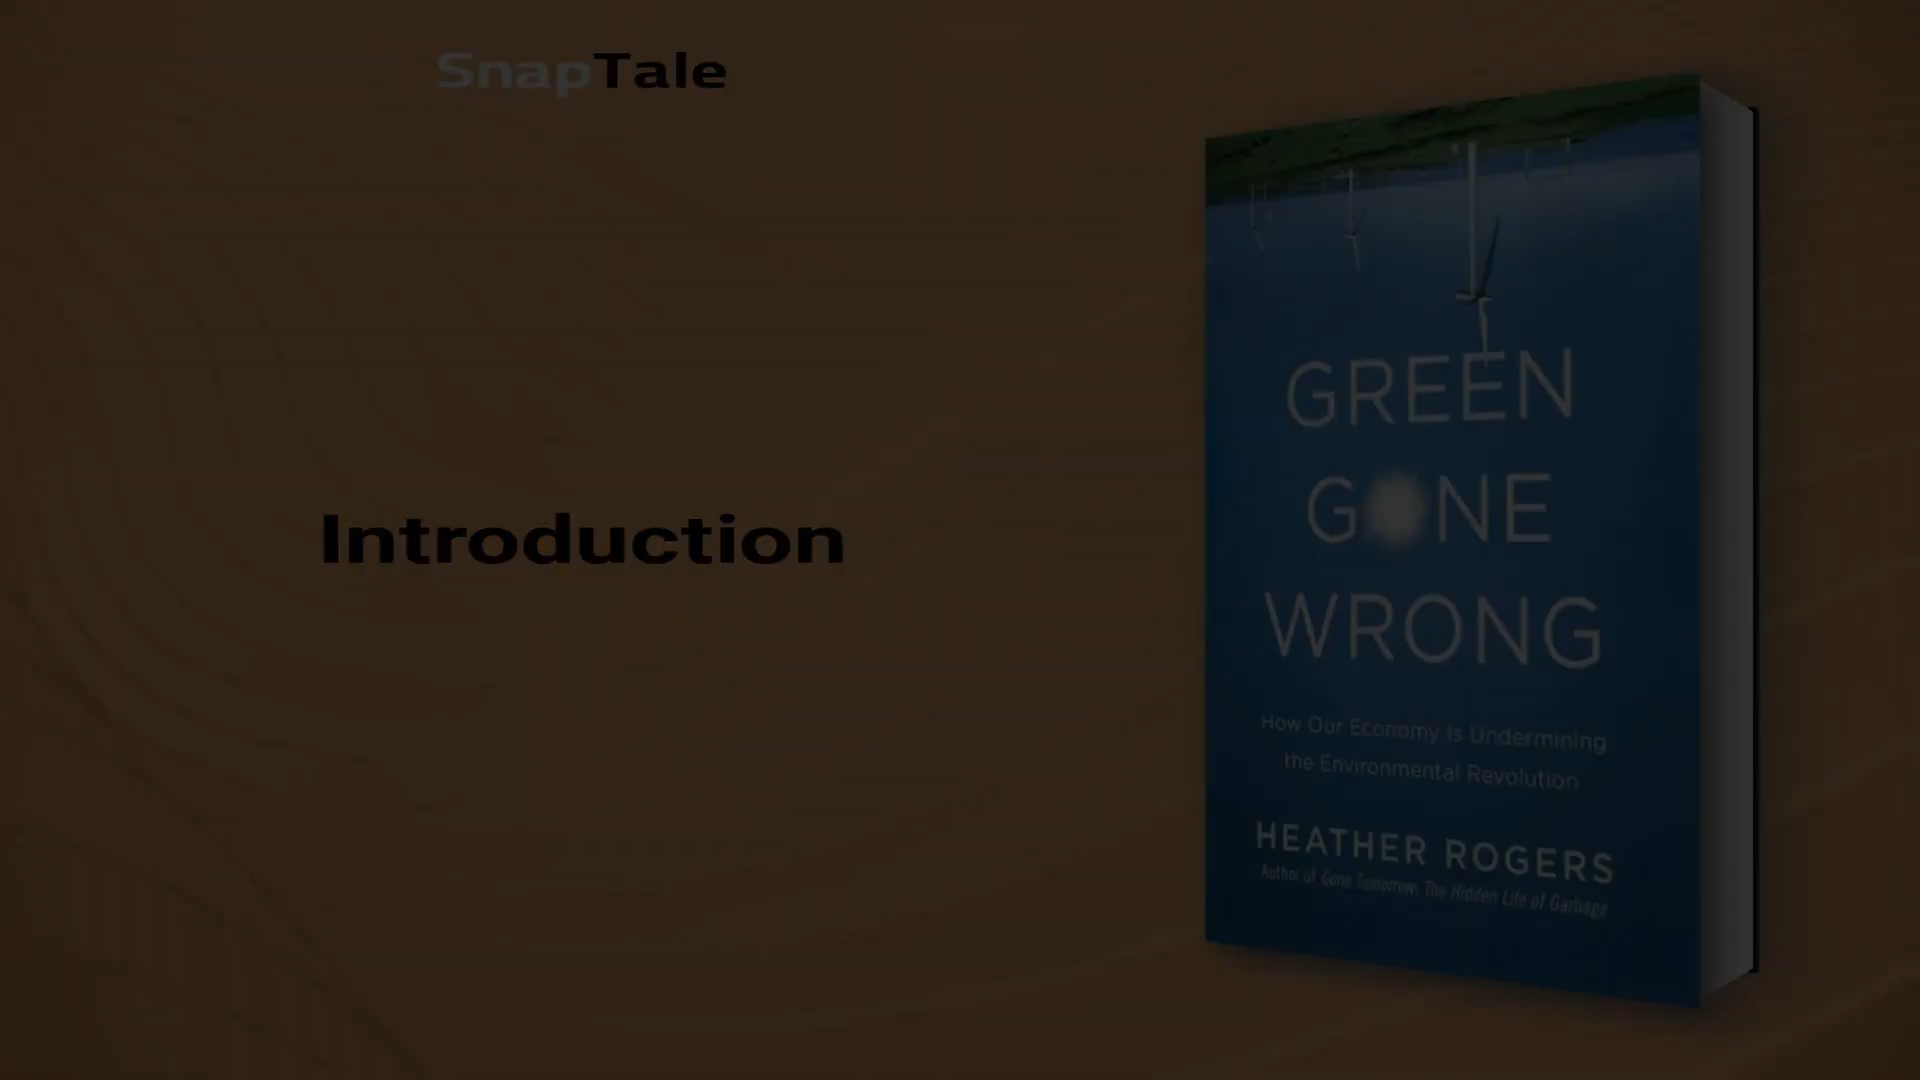 SnapTale
Introduction
GREEN
GONE
WRONG
How Our Economy Is Undermining
the Environmental Revolution
HEATHER ROGERS
Author of Gone Tomorrow: The Hidden Life of Garbage